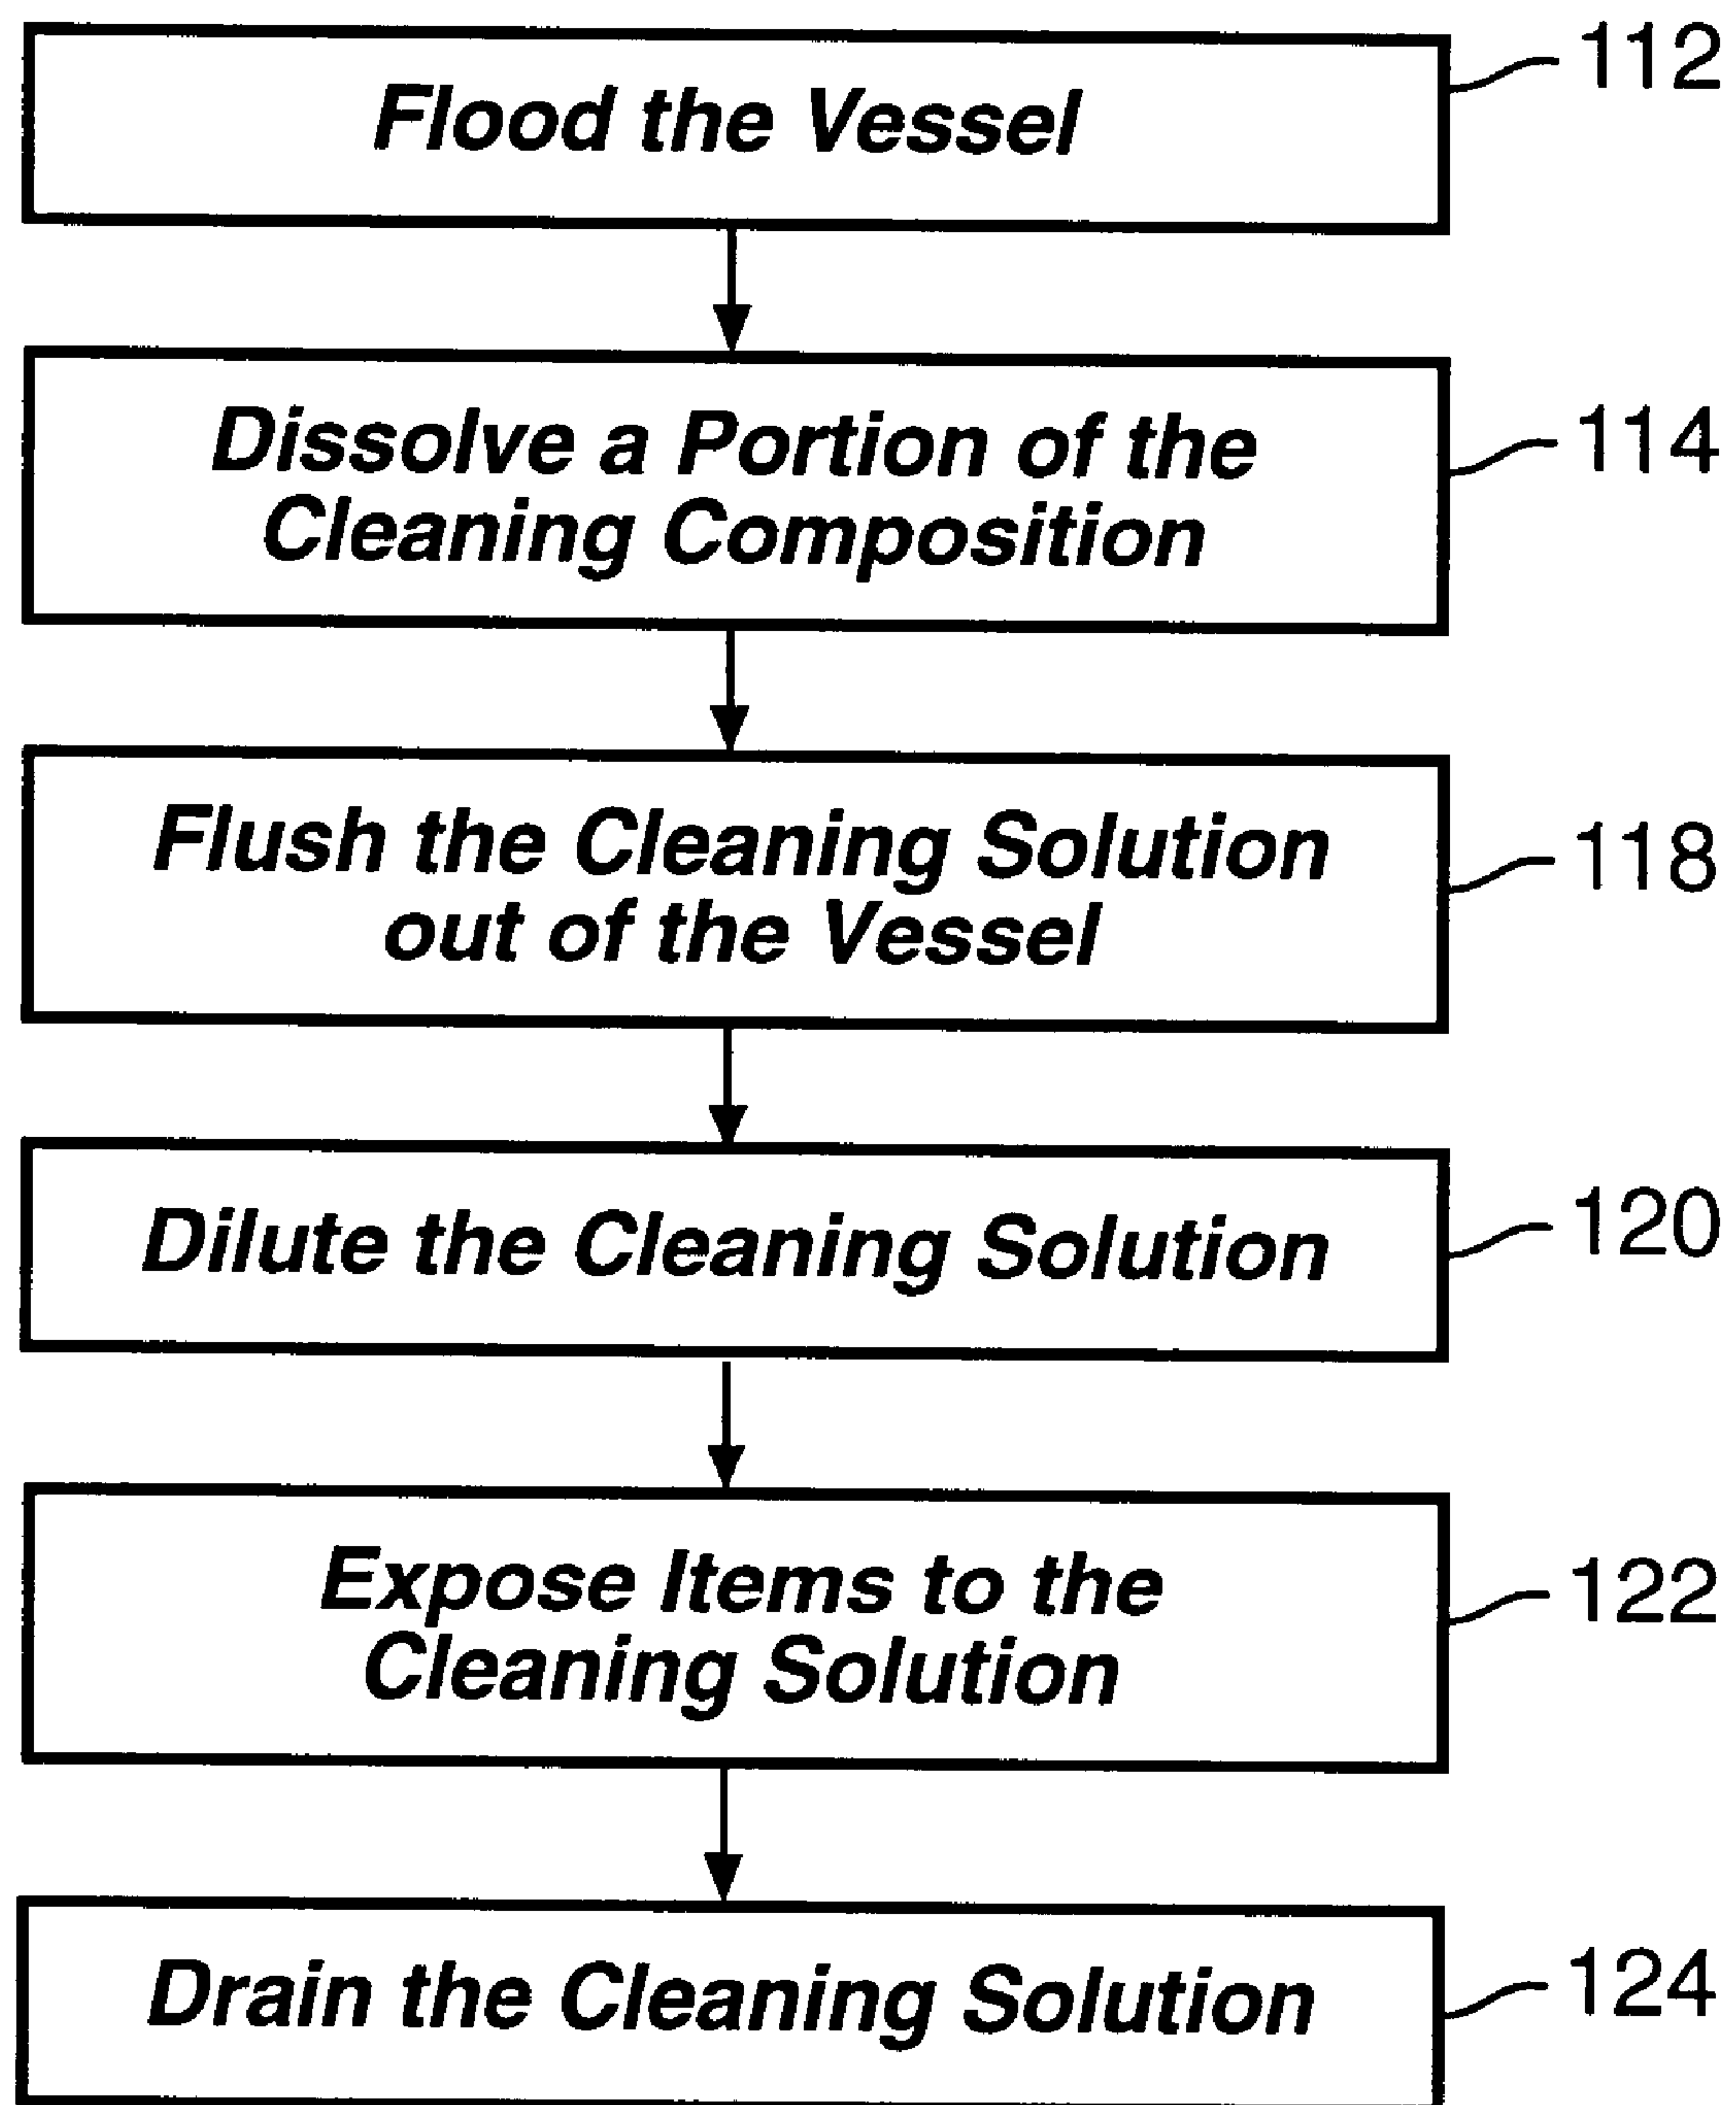 Flood the Vessel
112
Dissolve a Portion of the
Cleaning Composition
114
Flush the Cleaning Solution
out of the Vessel
118
Dilute the Cleaning Solution
120
Expose Items to the
Cleaning Solution
122
Drain the Cleaning Solution
124